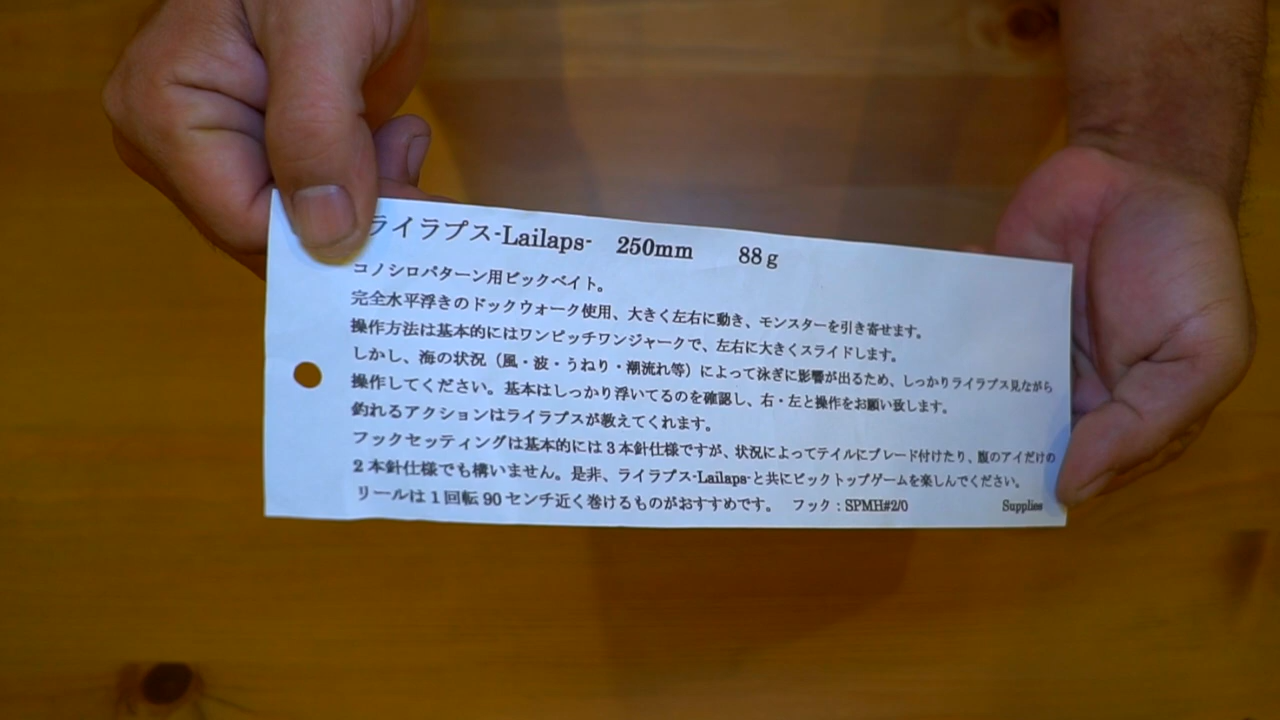 ライラプス-Lailaps- 250mm 88g
コノシロパターン用ビックベイト。
完全水平浮きのドックウォーク使用、大きく左右に動き、モンスターを引き寄せます。
操作方法は基本的にはワンピッチワンジャークで、左右に大きくスライドします。
しかし、海の状況（風・波・うねり・潮流れ等）によって泳ぎに影響が出るため、しっかりライラプス見ながら
操作してください。基本はしっかり浮いてるのを確認し、右・左と操作をお願い致します。
釣れるアクションはライラプスが教えてくれます。
フックセッティングは基本的には3本針仕様ですが、状況によってテイルにブレード付けたり、腹のアイだけの
2本針仕様でも構いません。是非、ライラプス-Lailaps-と共にビックトップゲームを楽しんでください。
リールは1回転90センチ近く巻けるものがおすすめです。 フック：SPMH#2/0 Supplies